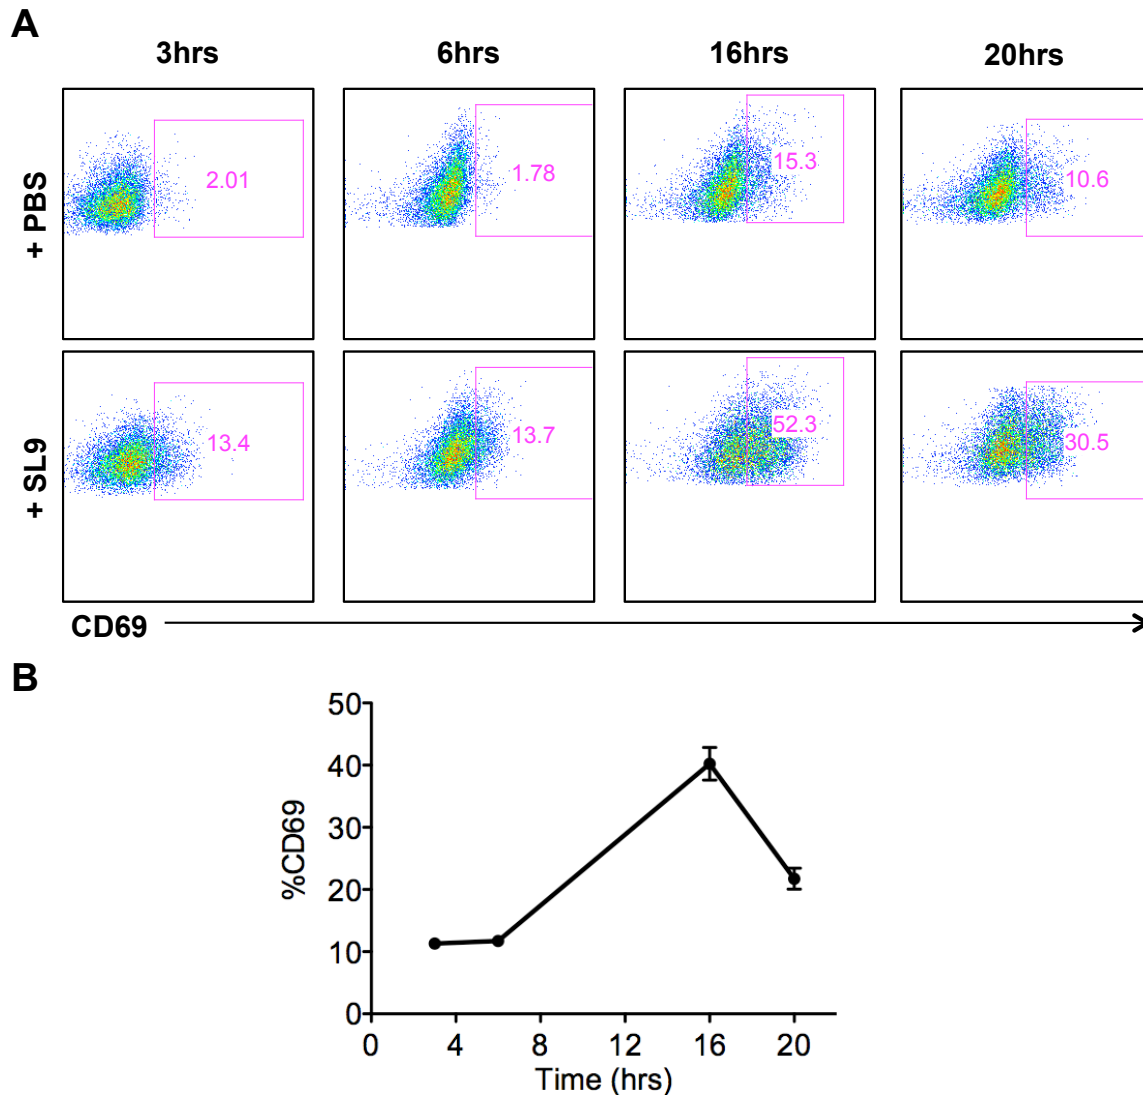 A
3hrs 6hrs 16hrs 20hrs
+ PBS
2.01 1.78 15.3 10.6
+ SL9
13.4 13.7 52.3 30.5
CD69
B
50
40
30
20
10
0
%CD69
0 4 8 12 16 20
Time (hrs)